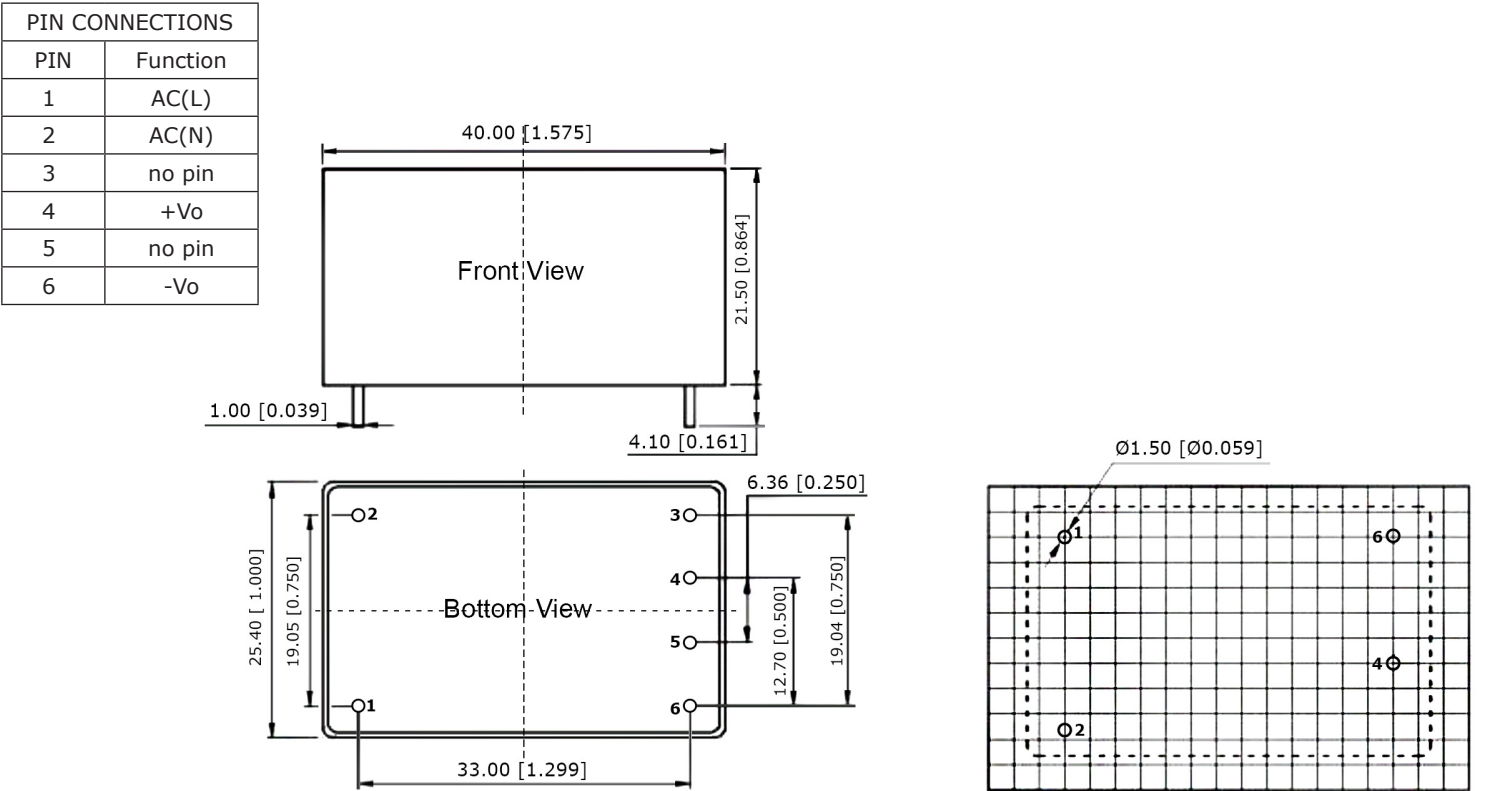 PIN CONNECTIONS
PIN Function
1 AC(L)
2 AC(N)
3 no pin
4 +Vo
5 no pin
6 -Vo
40.00 [1.575]
Front View
21.50 [0.864]
1.00 [0.039]
4.10 [0.161]
6.36 [0.250]
2
3
4
5
1
6
Bottom View
25.40 [ 1.000]
19.05 [0.750]
12.70 [0.500]
19.04 [0.750]
33.00 [1.299]
Ø1.50 [Ø0.059]
1
6
4
2